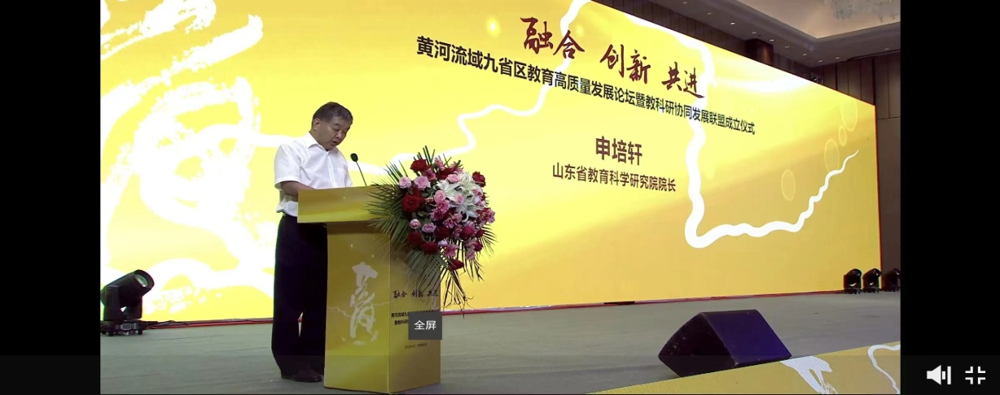 融合 创新 共进
黄河流域九省区教育高质量发展论坛暨教科研协同发展联盟成立仪式
申培轩
山东省教育科学研究院院长
融合 创新 共进
全屏